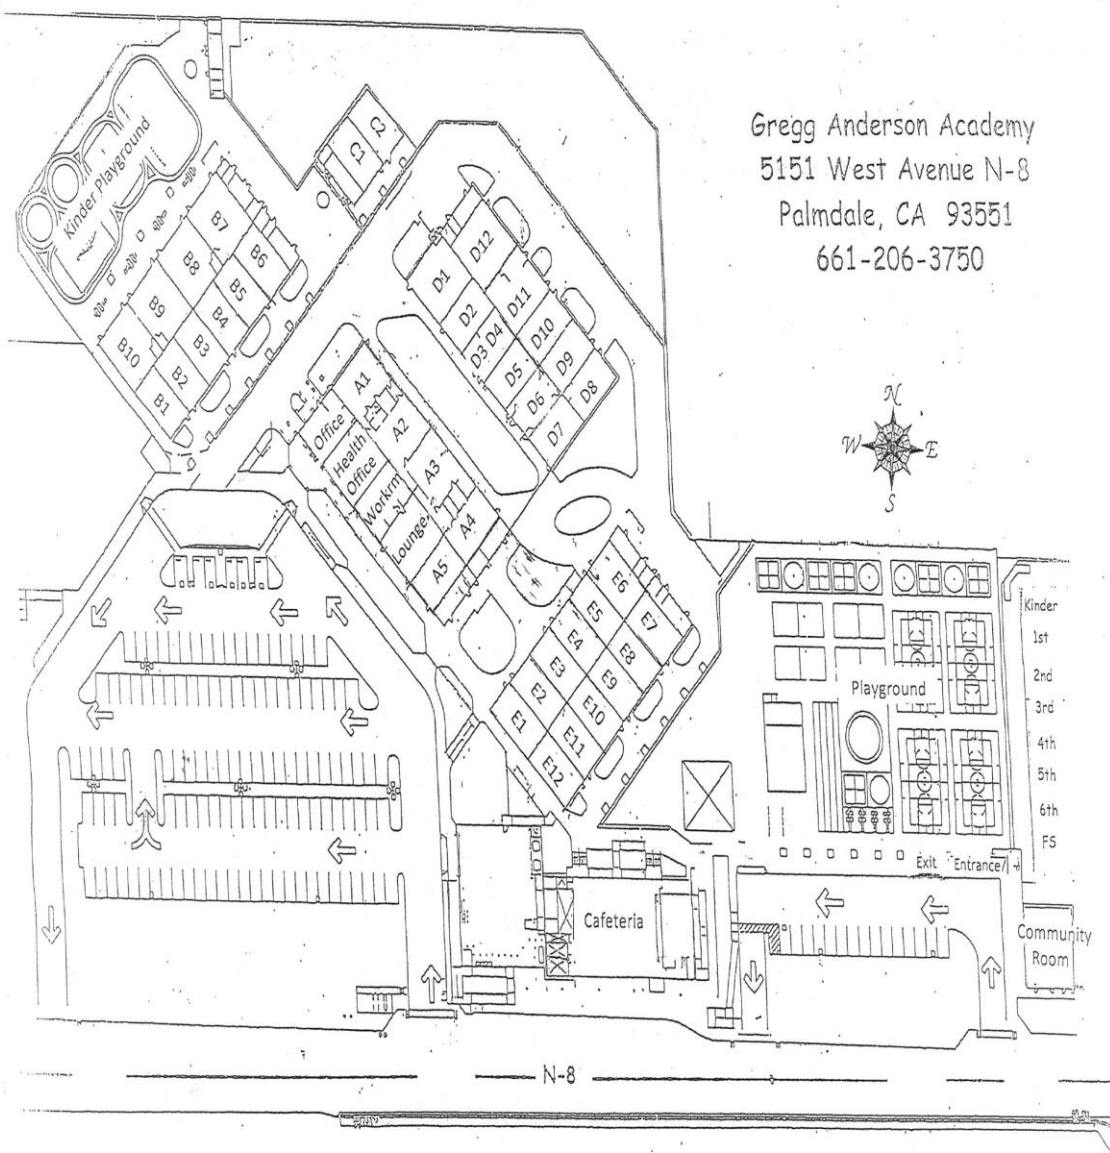 Gregg Anderson Academy
5151 West Avenue N-8
Palmdale, CA 93551
661-206-3750
N
W
E
S
Kinder Playground
C2
C1
B7
B6
B8
B5
B9
B4
B10
B3
B2
B1
D12
D1
D11
D2
D4
D10
D3
D9
D5
D8
D6
D7
A1
Office
A2
Health
Office
A3
Workrm
A4
Lounge
A5
E6
E7
E5
E8
E4
E9
E3
E10
E2
E11
E1
E12
Kinder
1st
2nd
3rd
4th
5th
6th
FS
Playground
Exit
Entrance/
Cafeteria
Community
Room
N-8